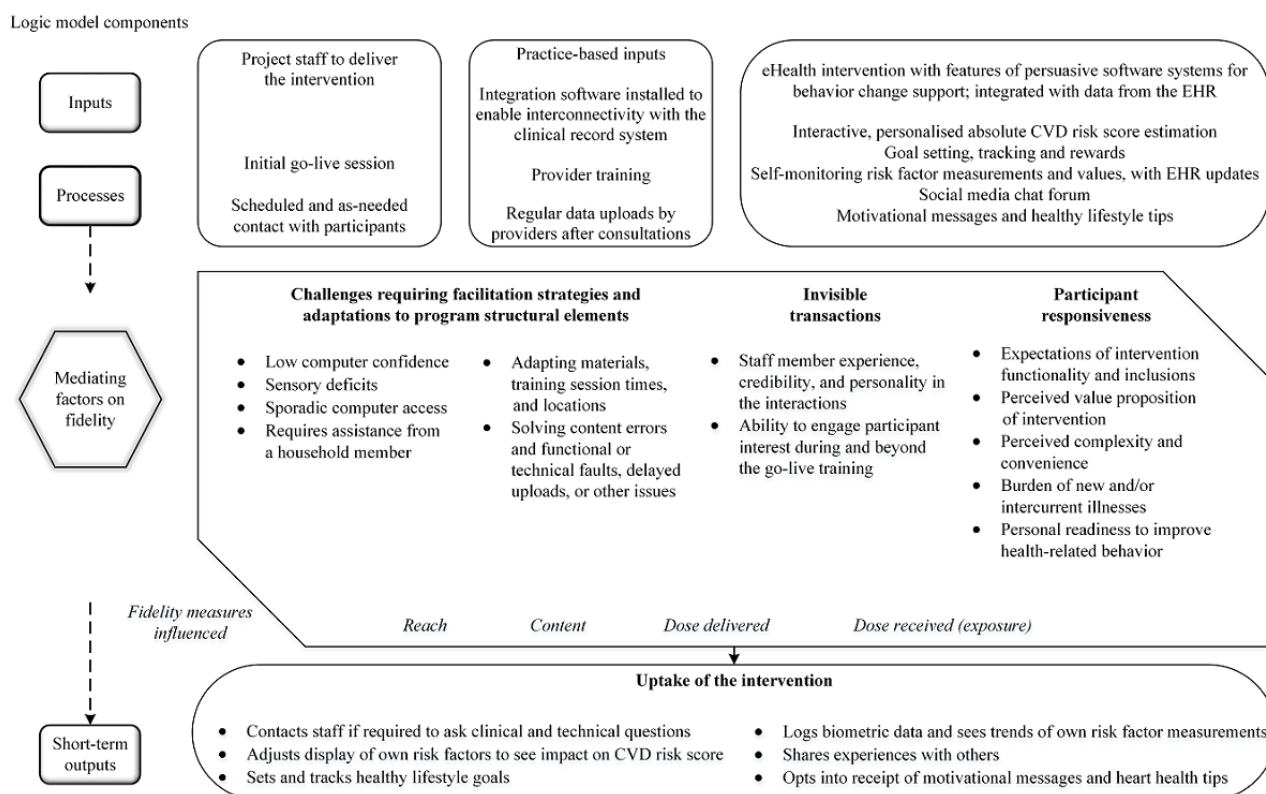 Logic model components
Inputs
Processes
Project staff to deliver
the intervention
Initial go-live session
Scheduled and as-needed
contact with participants
Practice-based inputs
Integration software installed to
enable interconnectivity with the
clinical record system
Provider training
Regular data uploads by
providers after consultations
eHealth intervention with features of persuasive software systems for
behavior change support; integrated with data from the EHR
Interactive, personalised absolute CVD risk score estimation
Goal setting, tracking and rewards
Self-monitoring risk factor measurements and values, with EHR updates
Social media chat forum
Motivational messages and healthy lifestyle tips
Mediating
factors on
fidelity
Challenges requiring facilitation strategies and
adaptations to program structural elements
• Low computer confidence
• Sensory deficits
• Sporadic computer access
• Requires assistance from
a household member
• Adapting materials,
training session times,
and locations
• Solving content errors
and functional or
technical faults, delayed
uploads, or other issues
Invisible
transactions
• Staff member experience,
credibility, and personality in
the interactions
• Ability to engage participant
interest during and beyond
the go-live training
Participant
responsiveness
• Expectations of intervention
functionality and inclusions
• Perceived value proposition
of intervention
• Perceived complexity and
convenience
• Burden of new and/or
intercurrent illnesses
• Personal readiness to improve
health-related behavior
Fidelity measures
influenced
Reach
Content
Dose delivered
Dose received (exposure)
Short-term
outputs
Uptake of the intervention
• Contacts staff if required to ask clinical and technical questions
• Adjusts display of own risk factors to see impact on CVD risk score
• Sets and tracks healthy lifestyle goals
• Logs biometric data and sees trends of own risk factor measurements
• Shares experiences with others
• Opts into receipt of motivational messages and heart health tips